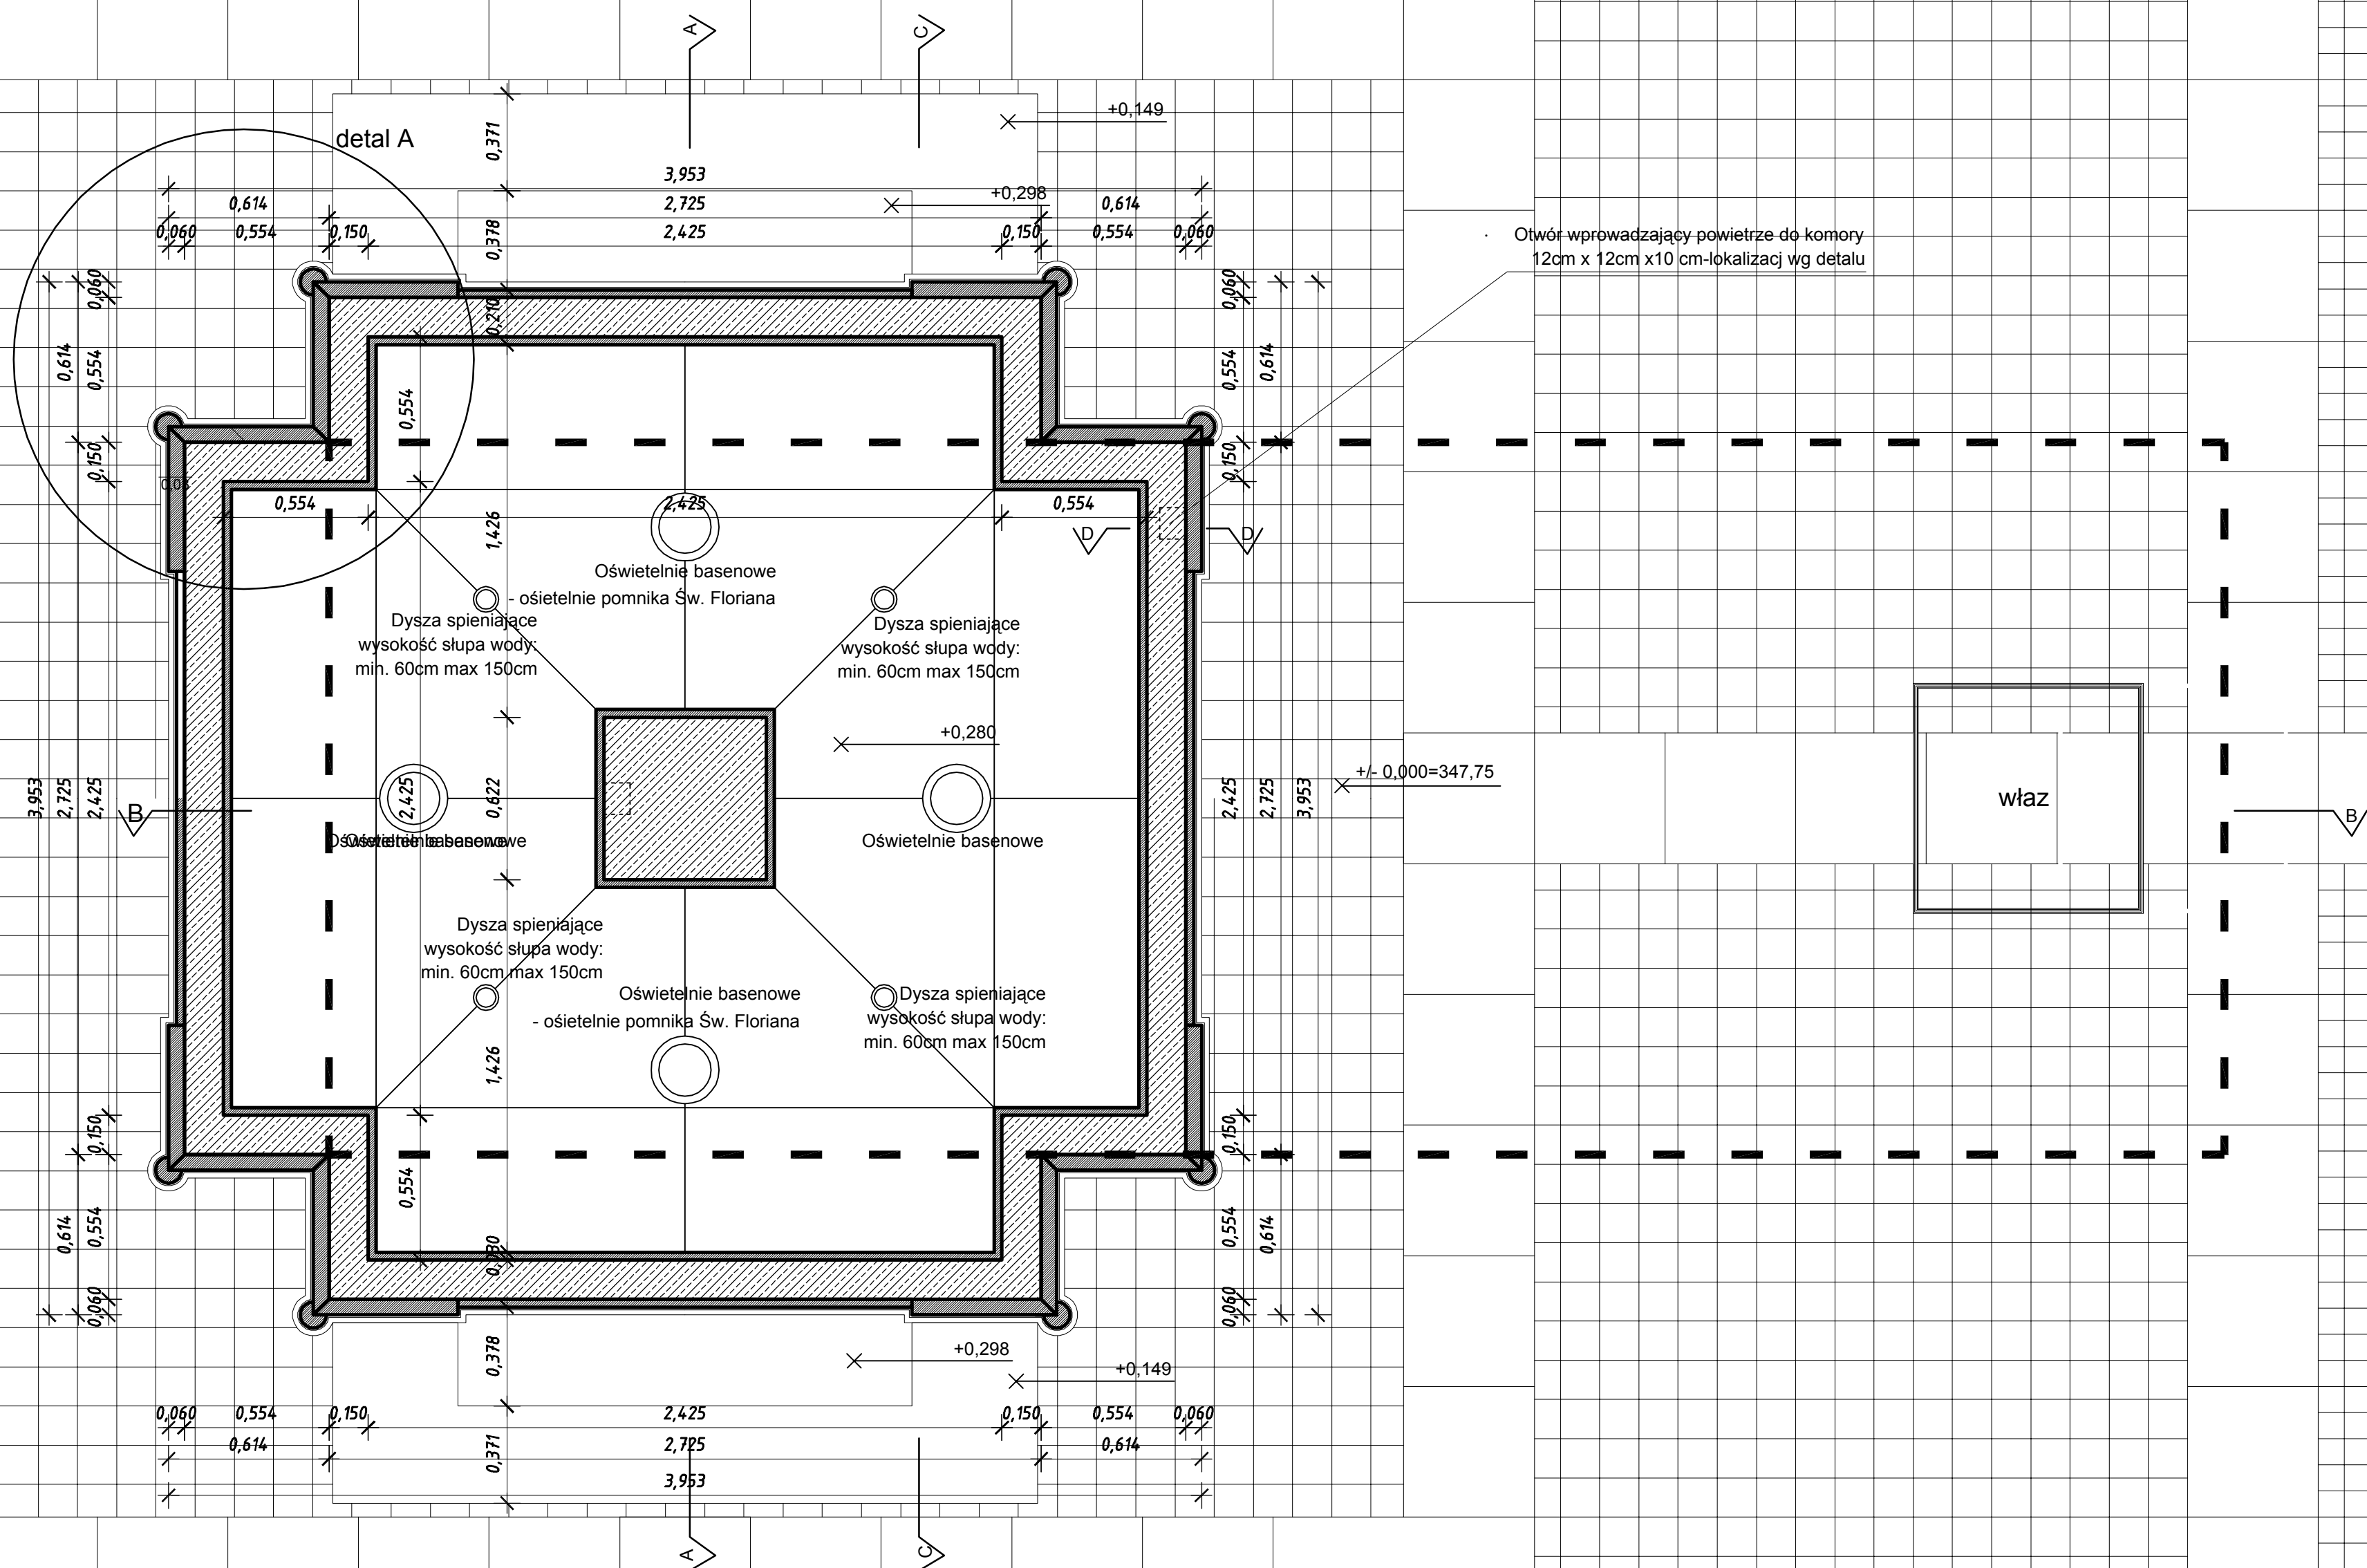 A
C
+0,149
detal A
0,371
3,953
+0,298
0,614
2,725
0,614
0,060
0,554
0,150
0,378
2,425
0,150
0,554
0,060
Otwór wprowadzający powietrze do komory
12cm x 12cm x10 cm-lokalizacj wg detalu
0,060
0,210
0,060
0,614
0,554
0,554
0,554
0,614
0,150
0,150
0,554
2,425
0,554
1,426
D
D
Oświetelnie basenowe
- ośietelnie pomnika Św. Floriana
Dysza spieniające
wysokość słupa wody:
min. 60cm max 150cm
Dysza spieniające
wysokość słupa wody:
min. 60cm max 150cm
+0,280
+/- 0,000=347,75
3,953
2,725
2,425
2,425
0,622
2,425
2,725
3,953
właz
B
B
Oświetelnie basenowe
Oświetelnie basenowe
Dysza spieniające
wysokość słupa wody:
min. 60cm max 150cm
Oświetelnie basenowe
- ośietelnie pomnika Św. Floriana
Dysza spieniające
wysokość słupa wody:
min. 60cm max 150cm
1,426
0,150
0,150
0,554
0,614
0,554
0,554
0,614
0,030
0,060
0,060
0,378
+0,298
+0,149
0,060
0,554
0,150
2,425
0,150
0,554
0,060
0,614
2,725
0,614
0,371
3,953
A
C